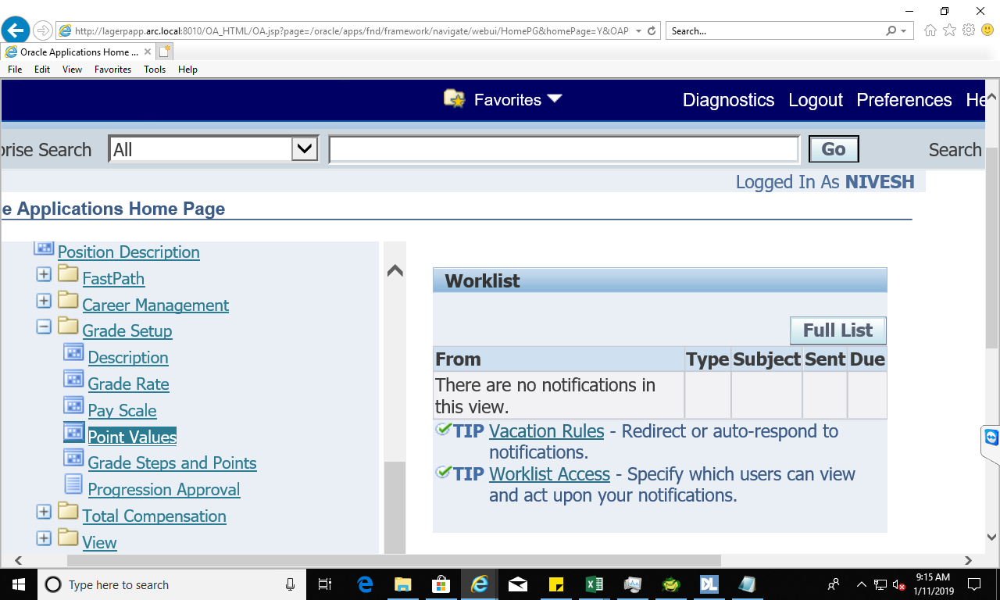 http://lagerpapp.arc.local:8010/OA_HTML/OA.jsp?page=/oracle/apps/fnd/framework/navigate/webui/HomePG&homePage=Y&OAP
Search...
Oracle Applications Home ...
File Edit View Favorites Tools Help
Favorites
Diagnostics Logout Preferences He
orise Search All Go Search
Logged In As NIVESH
e Applications Home Page
Position Description
FastPath
Career Management
Grade Setup
Description
Grade Rate
Pay Scale
Point Values
Grade Steps and Points
Progression Approval
Total Compensation
View
Worklist
Full List
From Type Subject Sent Due
There are no notifications in
this view.
TIP Vacation Rules - Redirect or auto-respond to
notifications.
TIP Worklist Access - Specify which users can view
and act upon your notifications.
Type here to search
DL
9:15 AM
1/11/2019